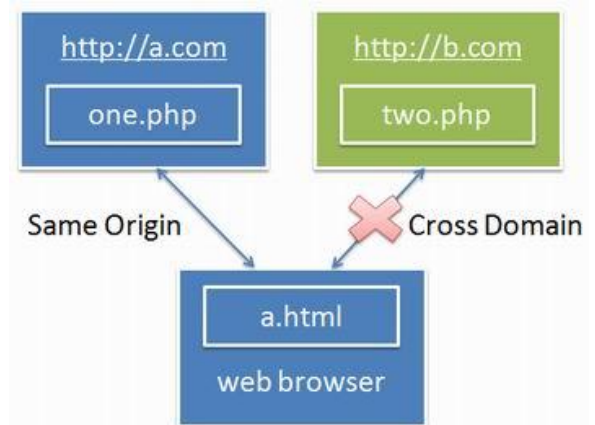 http://a.com
one.php
http://b.com
two.php
Same Origin
Cross Domain
a.html
web browser